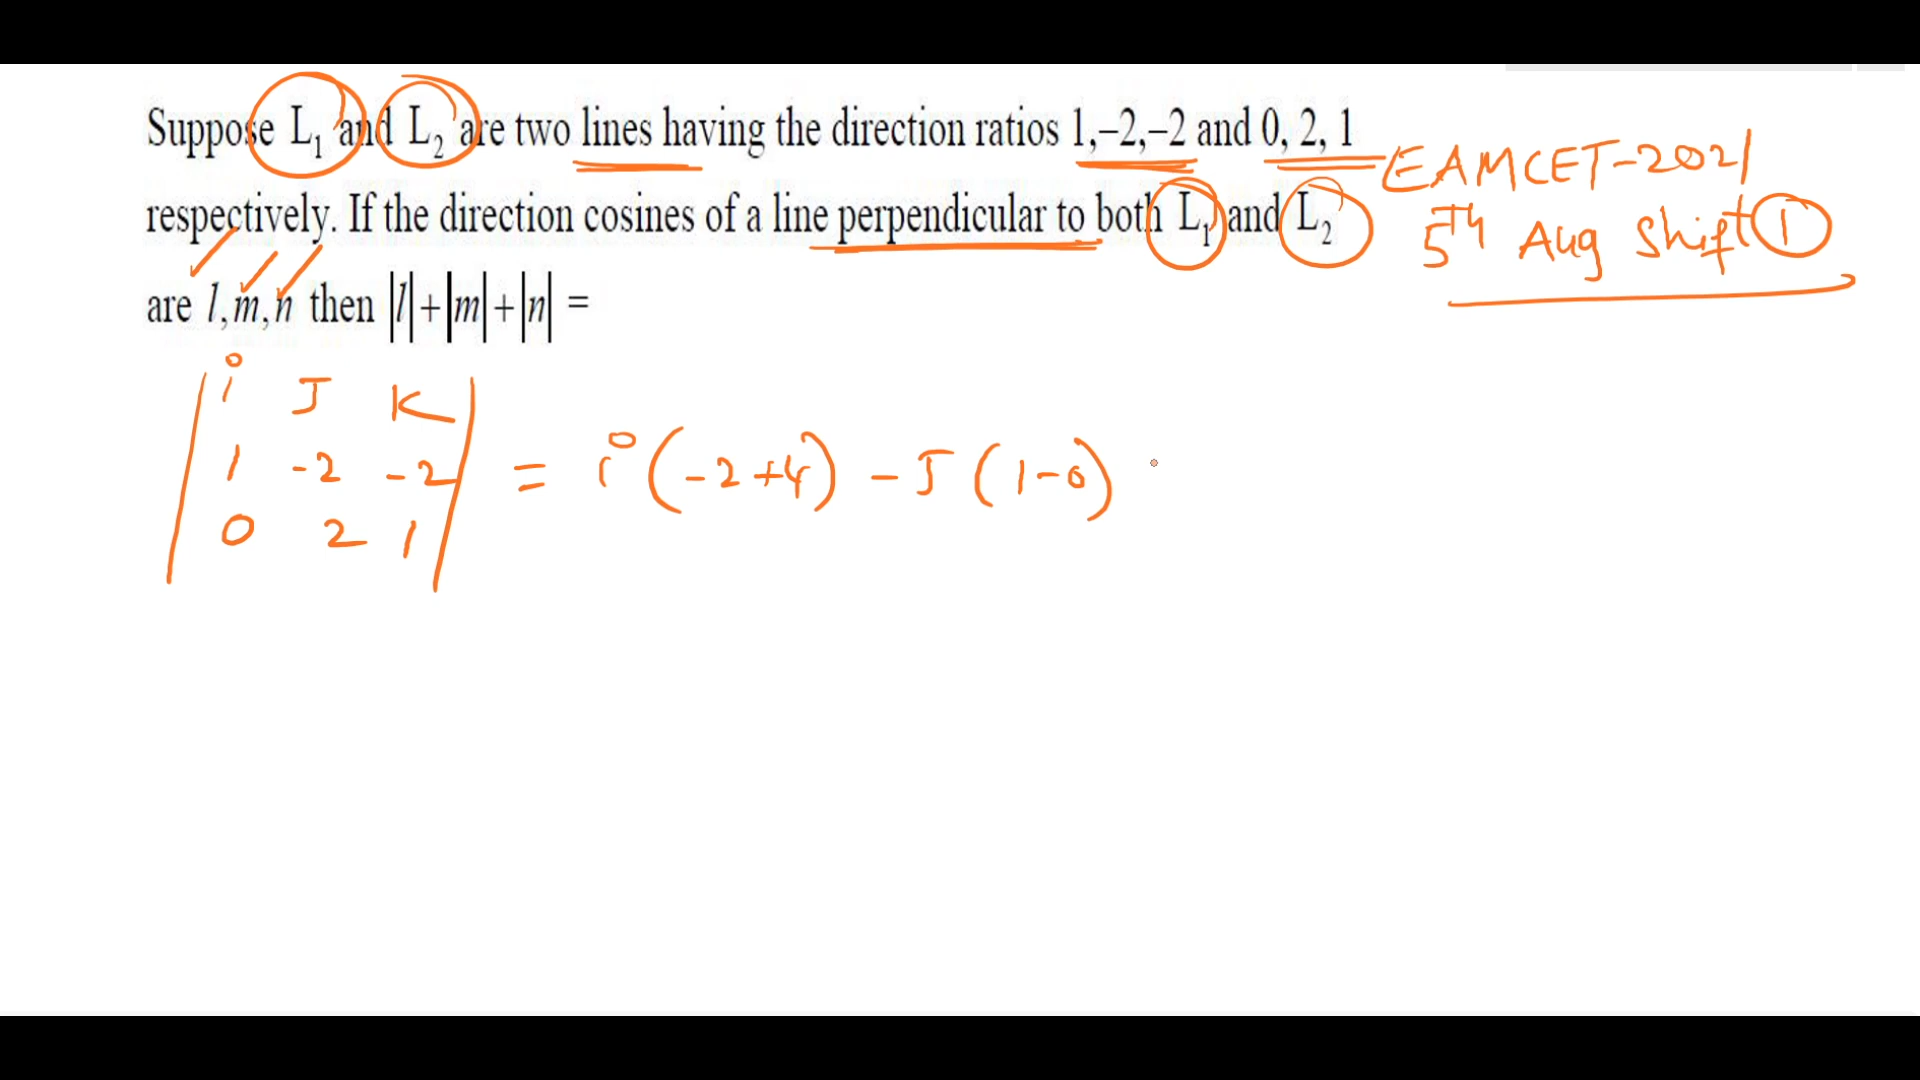 Suppose L₁ and L₂ are two lines having the direction ratios 1,–2,–2 and 0, 2, 1
respectively. If the direction cosines of a line perpendicular to both L₁ and L₂
are l,m,n then |l|+|m|+|n| =
EAMCET-2021
5TH Aug Shift 1
| i J K |
| 1 -2 -2 | = i(-2+4) - J(1-0)
| 0 2 1 |